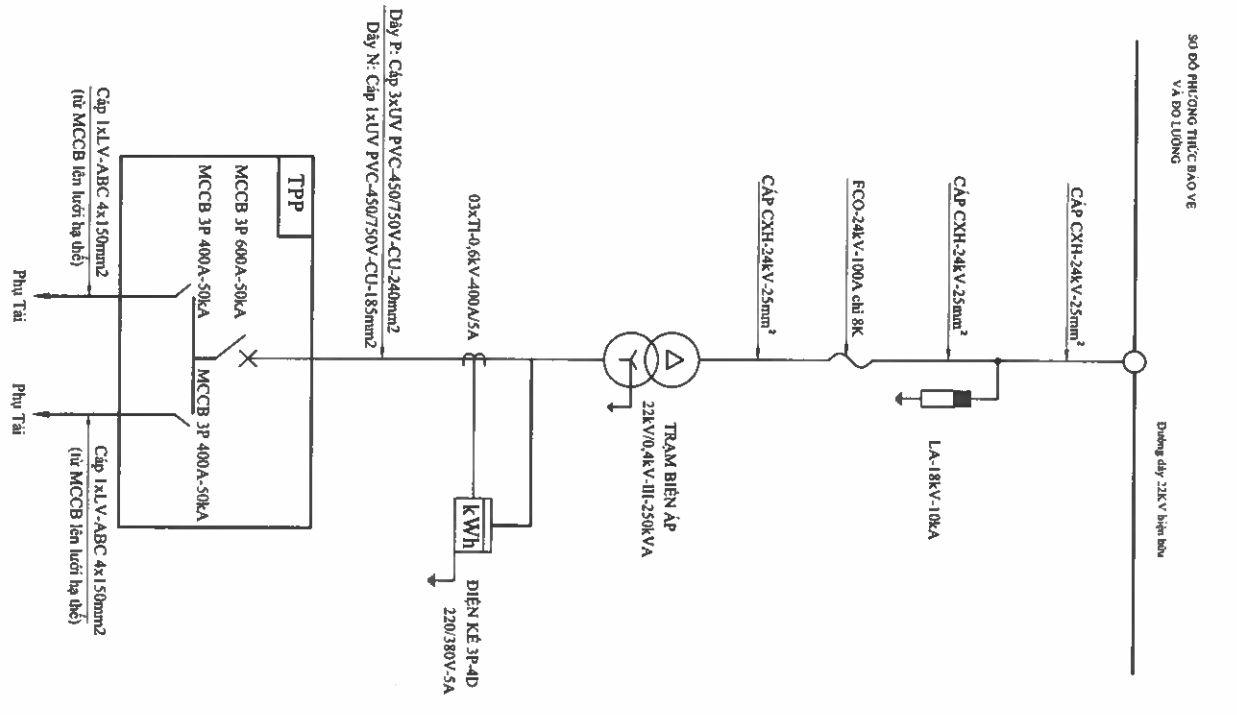 SƠ ĐỒ PHƯƠNG THỨC BẢO VỆ
VÀ ĐO LƯỜNG
Đường dây 22KV hiện hữu
CÁP CXH-24kV-25mm²
CÁP CXH-24kV-25mm²
LA-18kV-10kA
FCO-24kV-100A chì 8K
CÁP CXH-24kV-25mm²
TRẠM BIẾN ÁP
22kV/0,4kV-III-250kVA
03xTI-0,6kV-400A/5A
kWh
ĐIỆN KẾ 3P-4D
220/380V-5A
Dây P: Cáp 3xUV PVC-450/750V-CU-240mm2
Dây N: Cáp 1xUV PVC-450/750V-CU-185mm2
TPP
MCCB 3P 600A-50kA
MCCB 3P 400A-50kA
MCCB 3P 400A-50kA
Cáp 1xLV-ABC 4x150mm2
(từ MCCB lên lưới hạ thế)
Cáp 1xLV-ABC 4x150mm2
(từ MCCB lên lưới hạ thế)
Phụ Tải
Phụ Tải